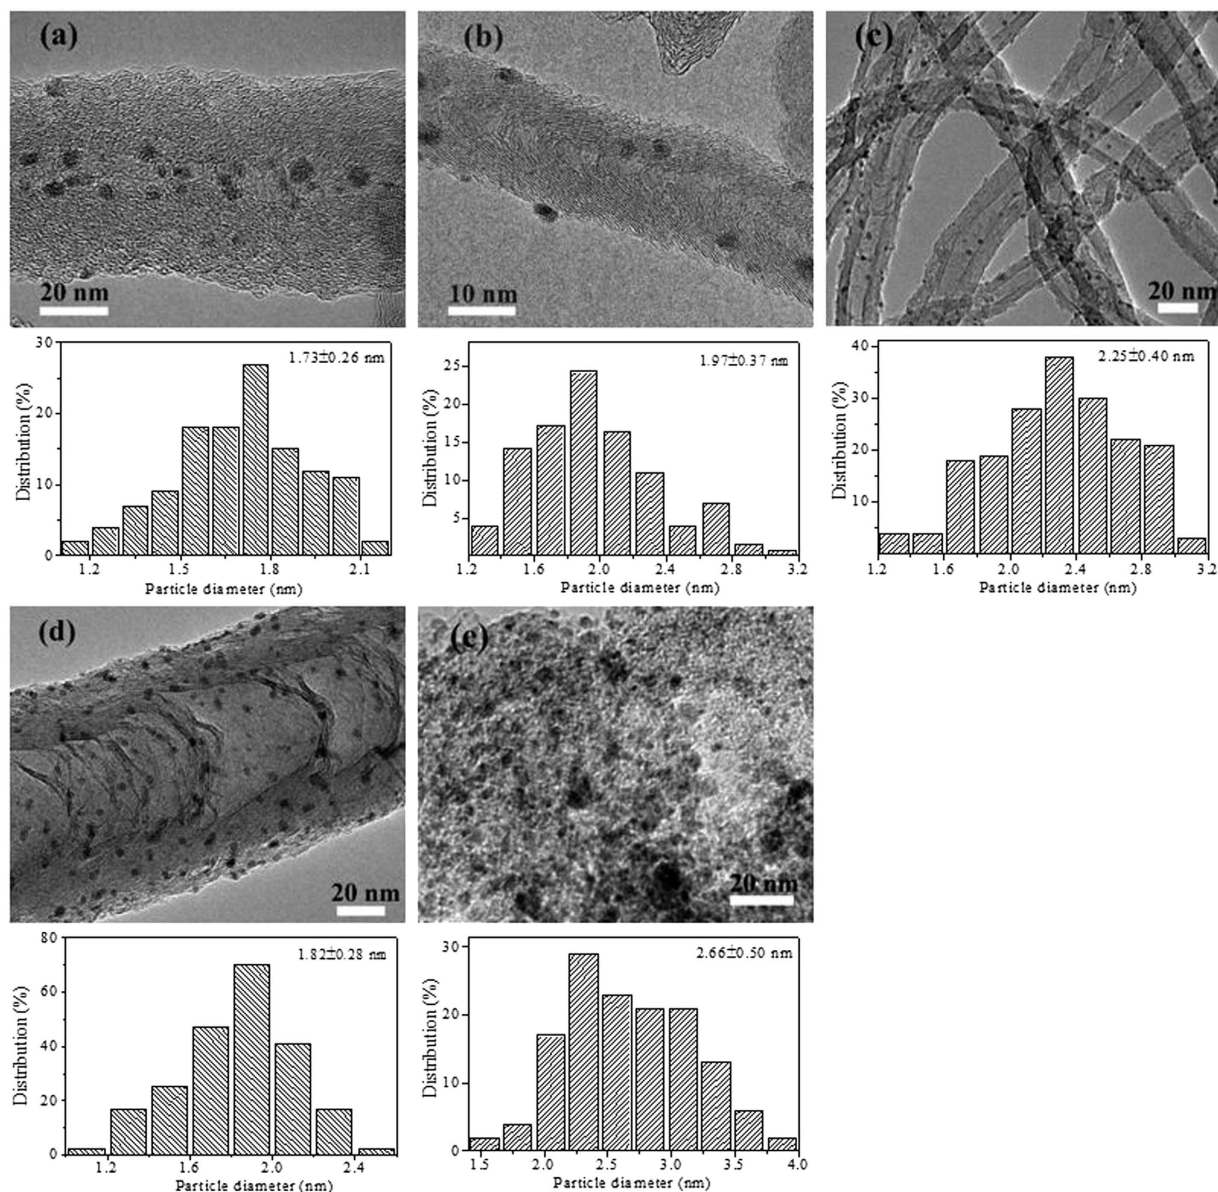 (a)
20 nm
(b)
10 nm
(c)
20 nm
30
20
10
0
1.2
1.5
1.8
2.1
1.73±0.26 nm
Distribution (%)
Particle diameter (nm)
25
20
15
10
5
1.2
1.6
2.0
2.4
2.8
3.2
1.97±0.37 nm
Distribution (%)
Particle diameter (nm)
40
30
20
10
1.2
1.6
2.0
2.4
2.8
3.2
2.25±0.40 nm
Distribution (%)
Particle diameter (nm)
(d)
20 nm
(e)
20 nm
80
60
40
20
0
1.2
1.6
2.0
2.4
1.82±0.28 nm
Distribution (%)
Particle diameter (nm)
30
20
10
0
1.5
2.0
2.5
3.0
3.5
4.0
2.66±0.50 nm
Distribution (%)
Particle diameter (nm)